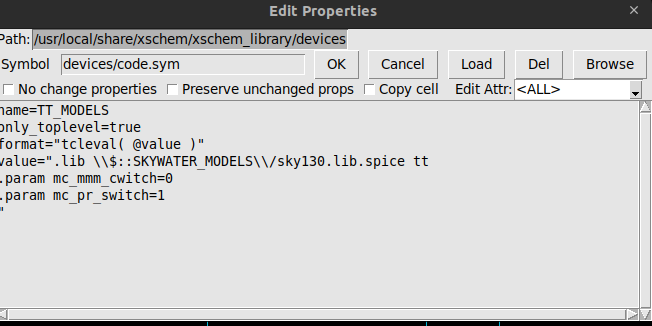 Edit Properties
×
Path: /usr/local/share/xschem/xschem_library/devices
Symbol devices/code.sym OK Cancel Load Del Browse
No change properties Preserve unchanged props Copy cell Edit Attr: <ALL>
name=TT_MODELS
only_toplevel=true
format="tcleval( @value )"
value=".lib \\$::SKYWATER_MODELS\\/sky130.lib.spice tt
.param mc_mmm_cwitch=0
.param mc_pr_switch=1
"